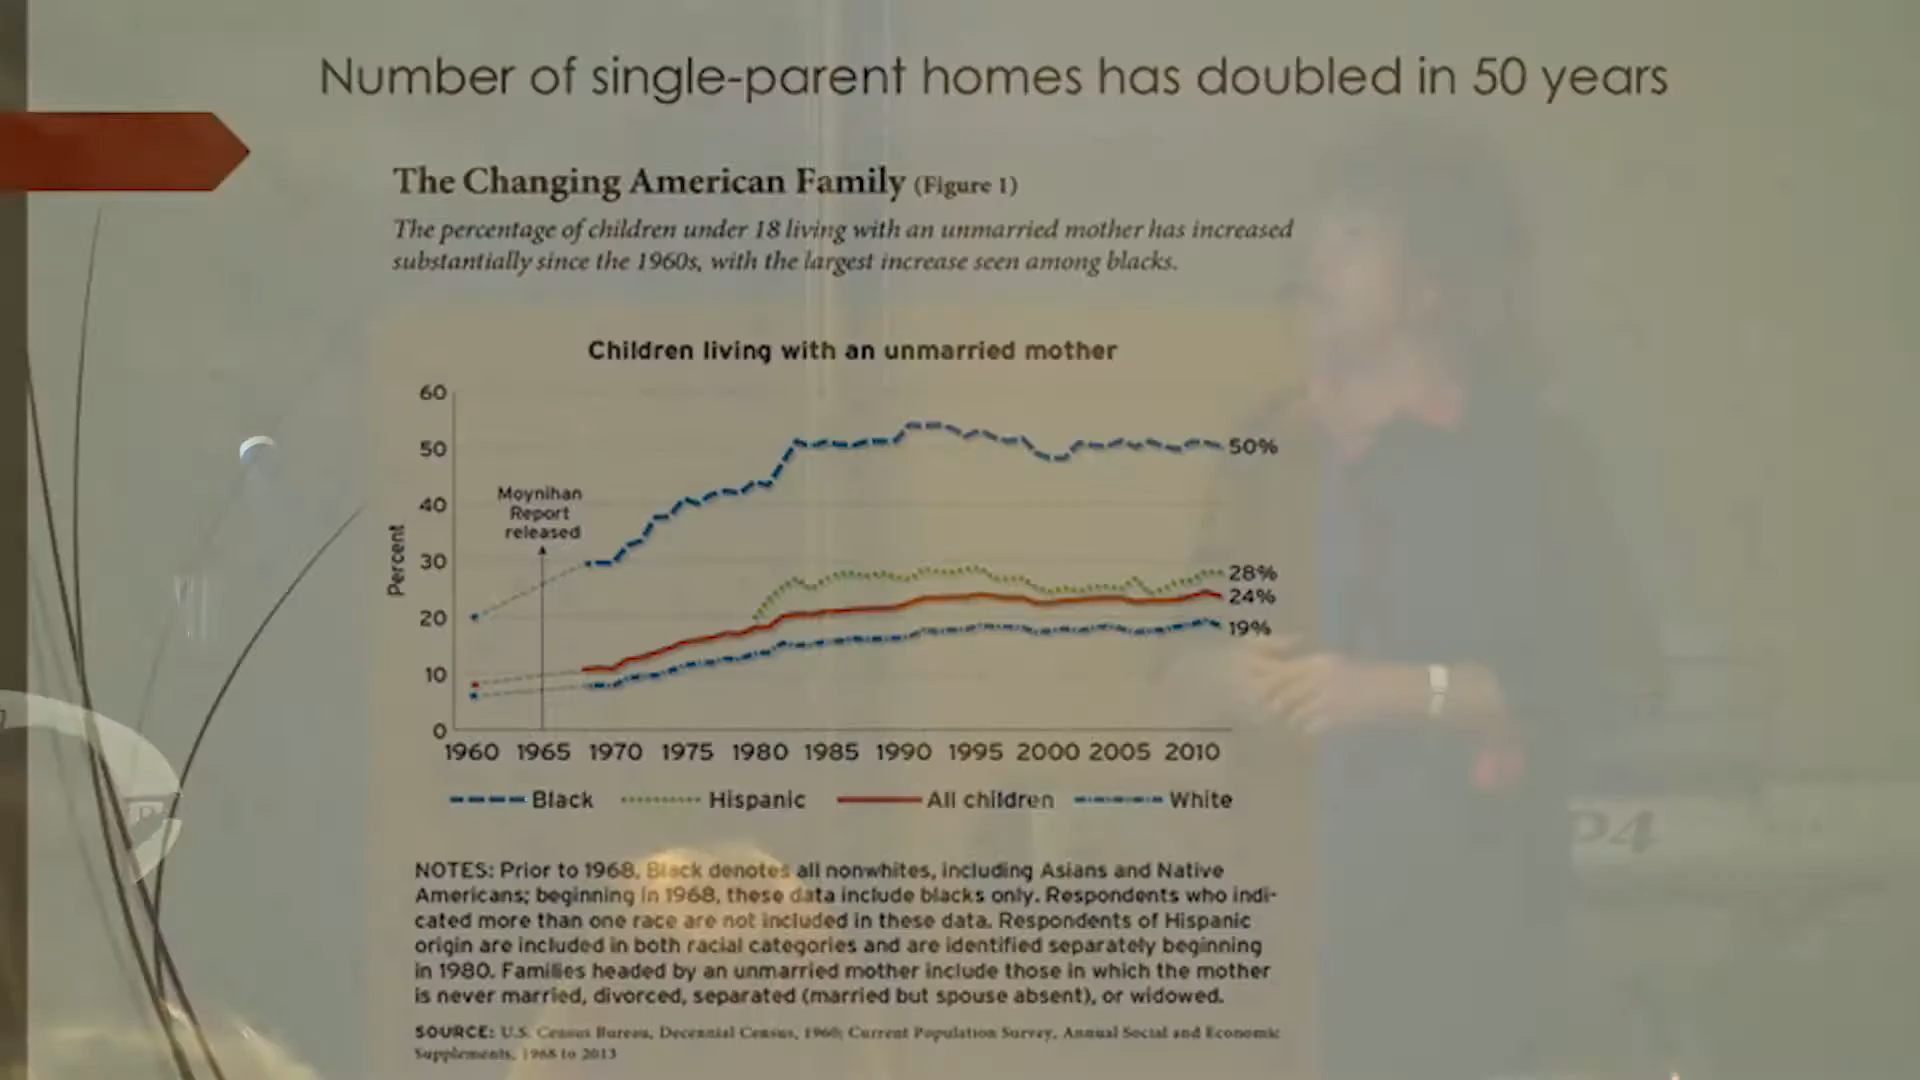 Number of single-parent homes has doubled in 50 years
The Changing American Family (Figure 1)
The percentage of children under 18 living with an unmarried mother has increased
substantially since the 1960s, with the largest increase seen among blacks.
Children living with an unmarried mother
60
50
40
30
20
10
0
Percent
Moynihan
Report
released
50%
28%
24%
19%
1960 1965 1970 1975 1980 1985 1990 1995 2000 2005 2010
Black Hispanic All children White
NOTES: Prior to 1968, Black denotes all nonwhites, including Asians and Native
Americans; beginning in 1968, these data include blacks only. Respondents who indi-
cated more than one race are not included in these data. Respondents of Hispanic
origin are included in both racial categories and are identified separately beginning
in 1980. Families headed by an unmarried mother include those in which the mother
is never married, divorced, separated (married but spouse absent), or widowed.
SOURCE: U.S. Census Bureau, Decennial Census, 1960; Current Population Survey, Annual Social and Economic
Supplements, 1968 to 2013
P4